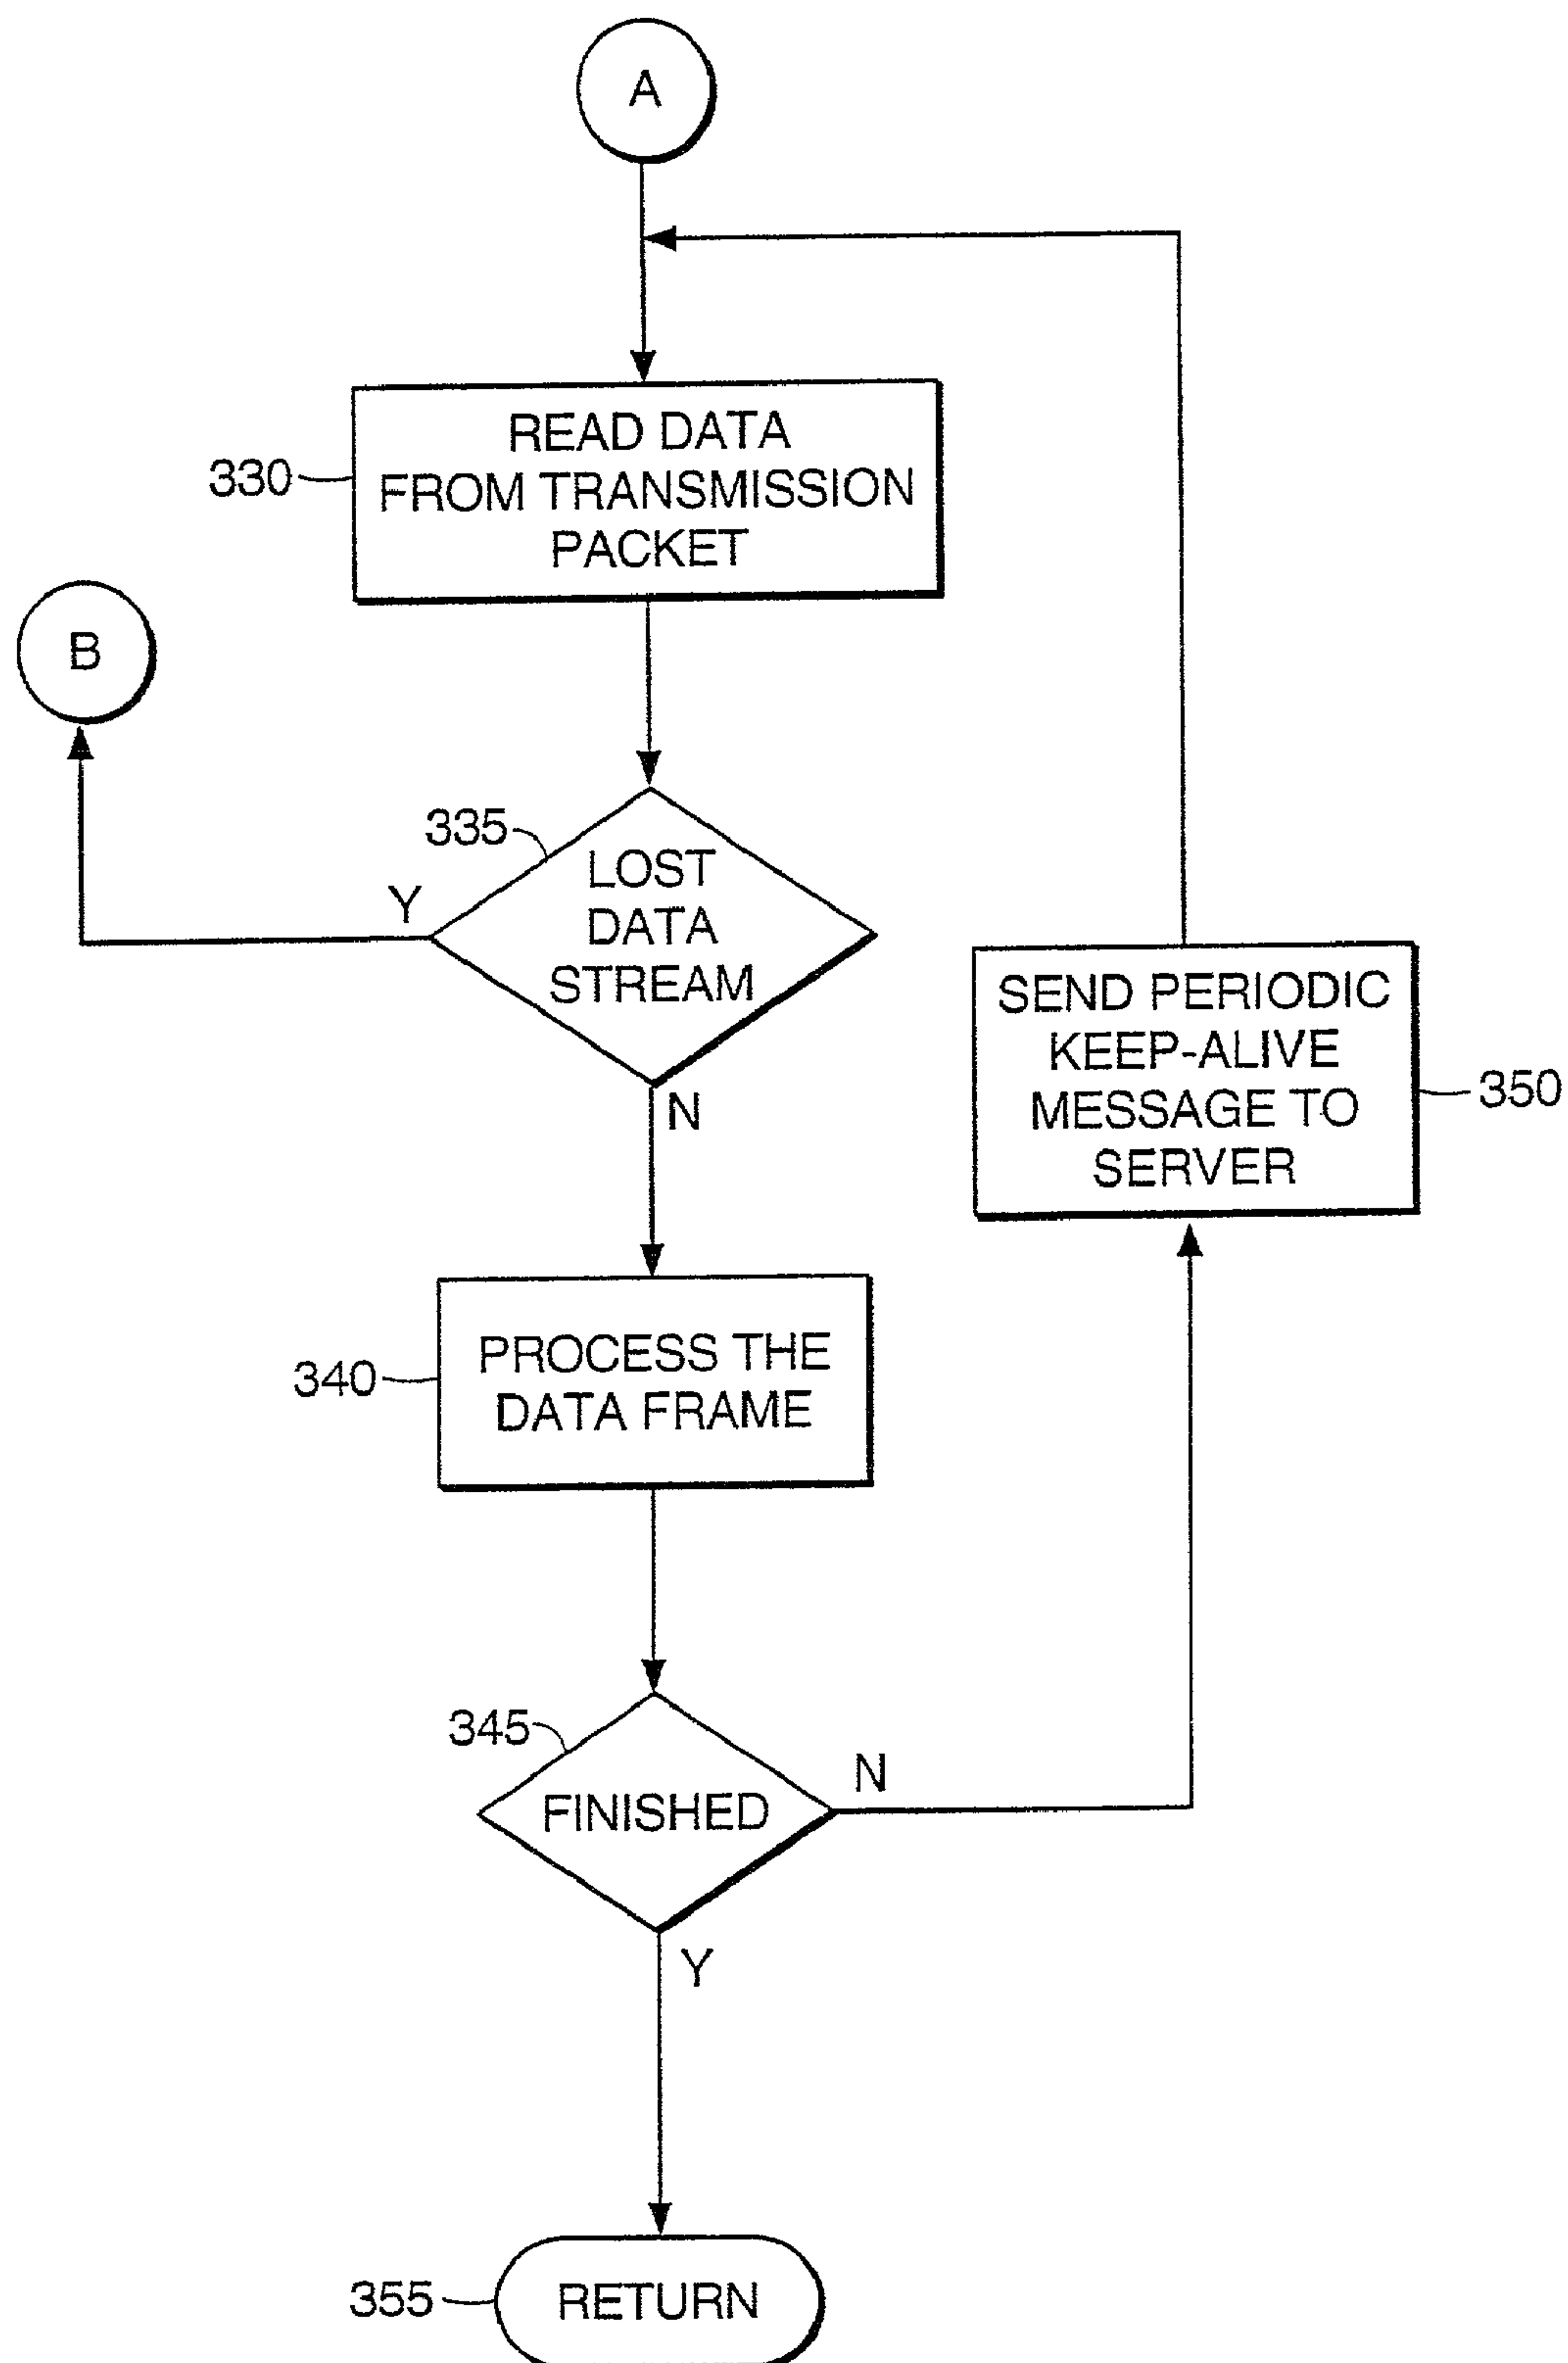 A
READ DATA
FROM TRANSMISSION
PACKET
330
B
335
LOST
DATA
STREAM
Y
N
SEND PERIODIC
KEEP-ALIVE
MESSAGE TO
SERVER
350
PROCESS THE
DATA FRAME
340
345
FINISHED
N
Y
355
RETURN